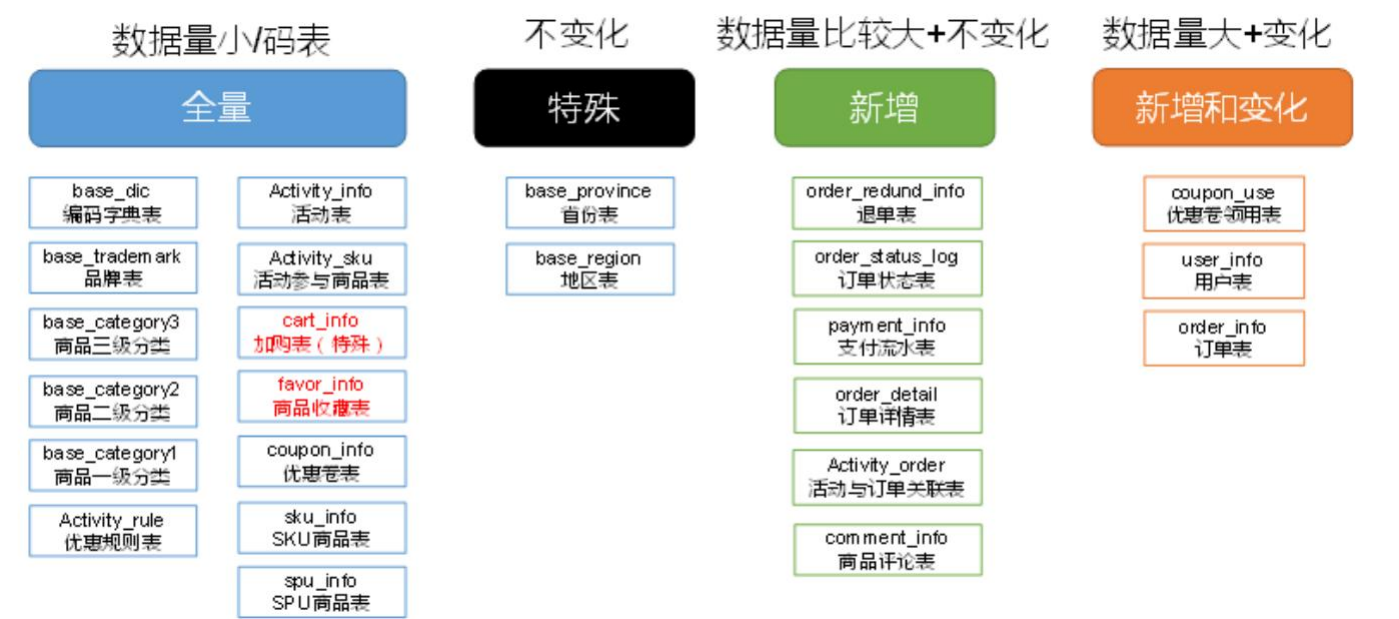 数据量小/码表
全量
base_dic
编码字典表
base_trademark
品牌表
base_category3
商品三级分类
base_category2
商品二级分类
base_category1
商品一级分类
Activity_rule
优惠规则表
Activity_info
活动表
Activity_sku
活动参与商品表
cart_info
加购表（特殊）
favor_info
商品收藏表
coupon_info
优惠卷表
sku_info
SKU商品表
spu_info
SPU商品表
不变化
特殊
base_province
省份表
base_region
地区表
数据量比较大+不变化
新增
order_redund_info
退单表
order_status_log
订单状态表
payment_info
支付流水表
order_detail
订单详情表
Activity_order
活动与订单关联表
comment_info
商品评论表
数据量大+变化
新增和变化
coupon_use
优惠卷领用表
user_info
用户表
order_info
订单表